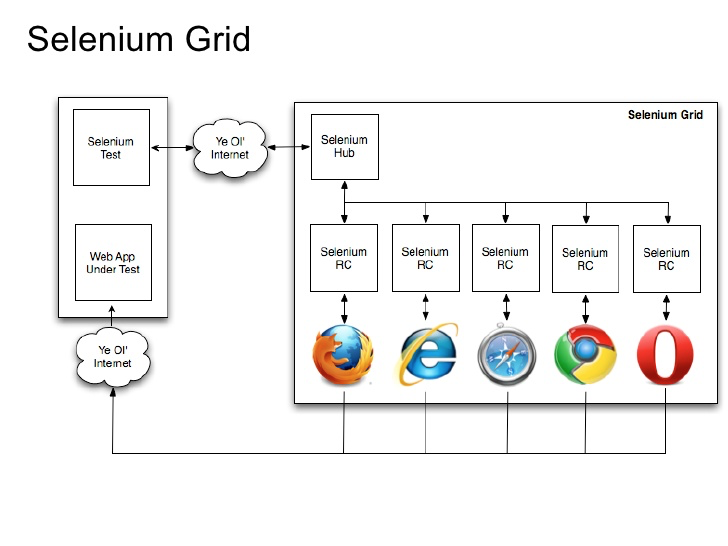 Selenium Grid
Selenium Grid
Selenium
Test
Ye Ol'
Internet
Selenium
Hub
Web App
Under Test
Selenium
RC
Selenium
RC
Selenium
RC
Selenium
RC
Selenium
RC
Ye Ol'
Internet